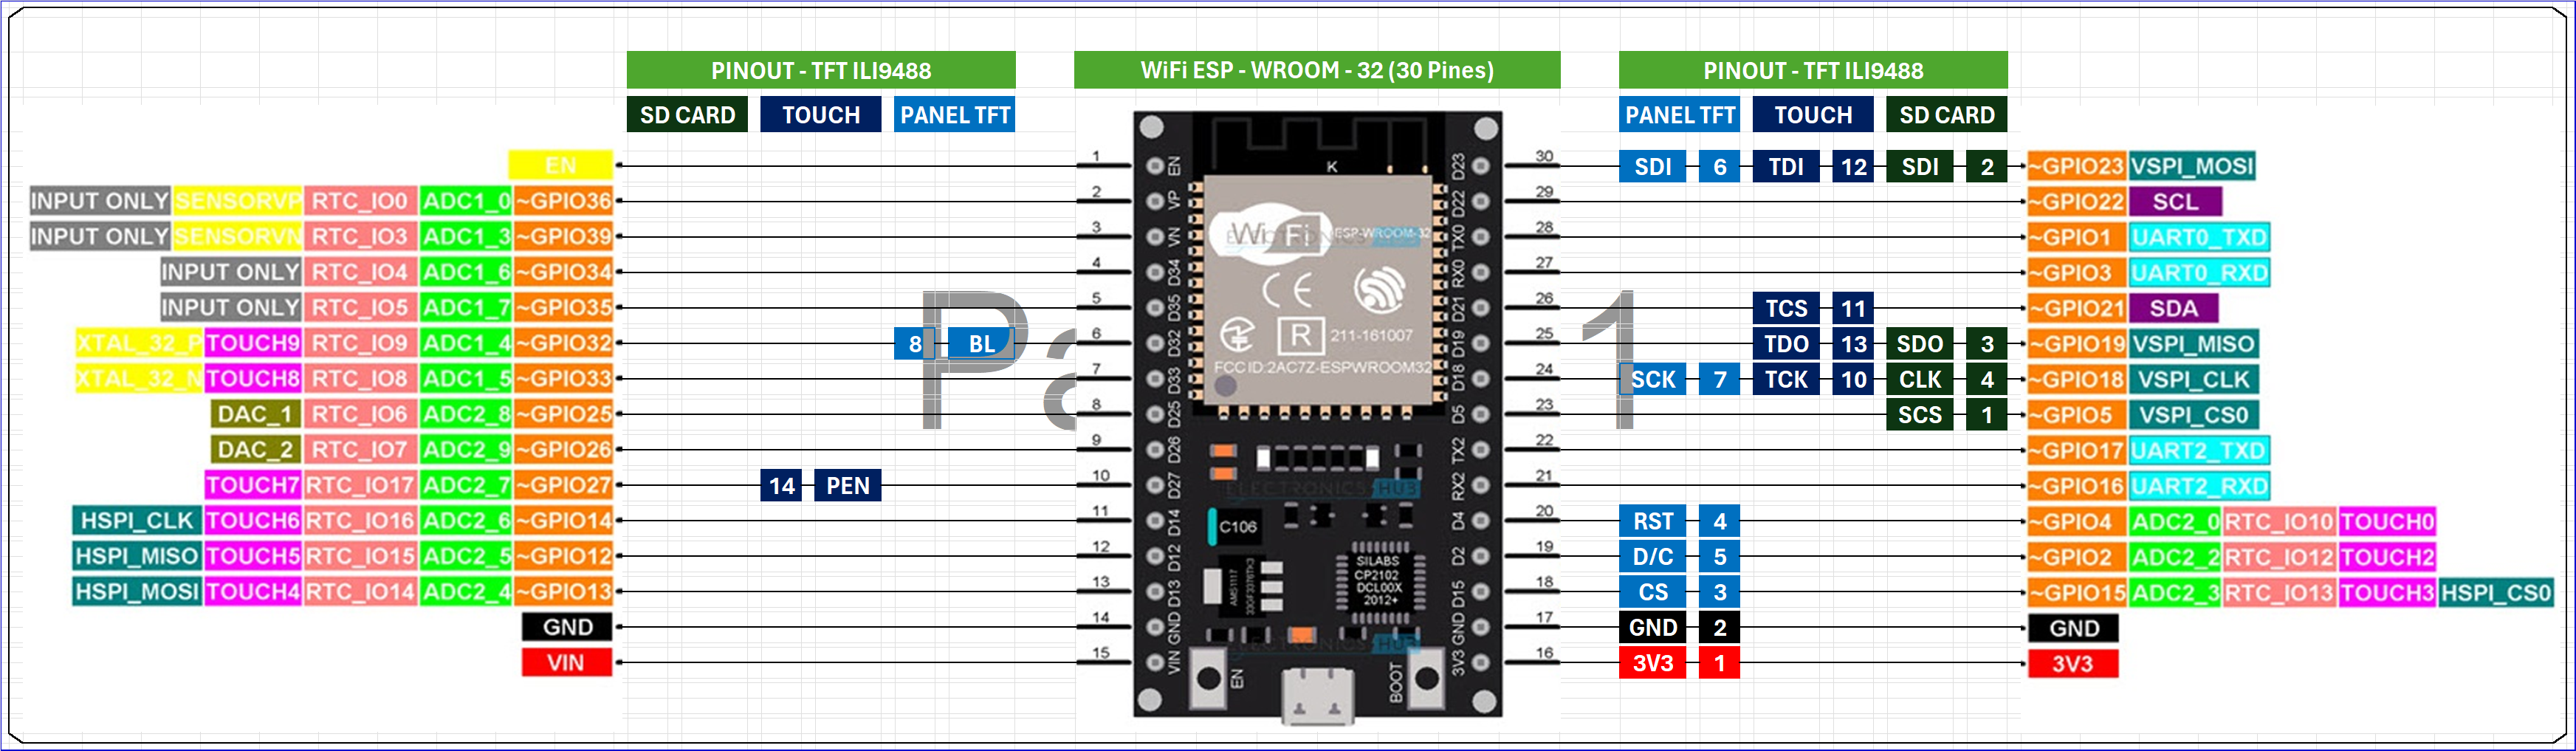 PINOUT - TFT ILI9488 WiFi ESP - WROOM - 32 (30 Pines) PINOUT - TFT ILI9488
SD CARD TOUCH PANEL TFT PANEL TFT TOUCH SD CARD
EN 1 EN D23 30 SDI 6 TDI 12 SDI 2 ~GPIO23 VSPI_MOSI
INPUT ONLY SENSORVP RTC_IO0 ADC1_0 ~GPIO36 2 VP D22 29 ~GPIO22 SCL
INPUT ONLY SENSORVN RTC_IO3 ADC1_3 ~GPIO39 3 VN TX0 28 ~GPIO1 UART0_TXD
INPUT ONLY RTC_IO4 ADC1_6 ~GPIO34 4 D34 RX0 27 ~GPIO3 UART0_RXD
INPUT ONLY RTC_IO5 ADC1_7 ~GPIO35 5 D35 D21 26 TCS 11 ~GPIO21 SDA
XTAL_32_P TOUCH9 RTC_IO9 ADC1_4 ~GPIO32 8 BL 6 D32 D19 25 TDO 13 SDO 3 ~GPIO19 VSPI_MISO
XTAL_32_N TOUCH8 RTC_IO8 ADC1_5 ~GPIO33 7 D33 D18 24 SCK 7 TCK 10 CLK 4 ~GPIO18 VSPI_CLK
DAC_1 RTC_IO6 ADC2_8 ~GPIO25 8 D25 D5 23 SCS 1 ~GPIO5 VSPI_CS0
DAC_2 RTC_IO7 ADC2_9 ~GPIO26 9 D26 TX2 22 ~GPIO17 UART2_TXD
TOUCH7 RTC_IO17 ADC2_7 ~GPIO27 14 PEN 10 D27 RX2 21 ~GPIO16 UART2_RXD
HSPI_CLK TOUCH6 RTC_IO16 ADC2_6 ~GPIO14 11 D14 D4 20 RST 4 ~GPIO4 ADC2_0 RTC_IO10 TOUCH0
HSPI_MISO TOUCH5 RTC_IO15 ADC2_5 ~GPIO12 12 D12 D2 19 D/C 5 ~GPIO2 ADC2_2 RTC_IO12 TOUCH2
HSPI_MOSI TOUCH4 RTC_IO14 ADC2_4 ~GPIO13 13 D13 D15 18 CS 3 ~GPIO15 ADC2_3 RTC_IO13 TOUCH3 HSPI_CS0
GND 14 GND GND 17 GND 2 GND
VIN 15 VIN 3V3 16 3V3 1 3V3
K
WiFi ESP-WROOM-32
CE
R 211-161007
FCC ID:2AC7Z-ESPWROOM32
ELECTRONICS HUB
C106
AMS1117
SILABS
CP2102
DCL00X
2012+
HUB
EN BOOT
1